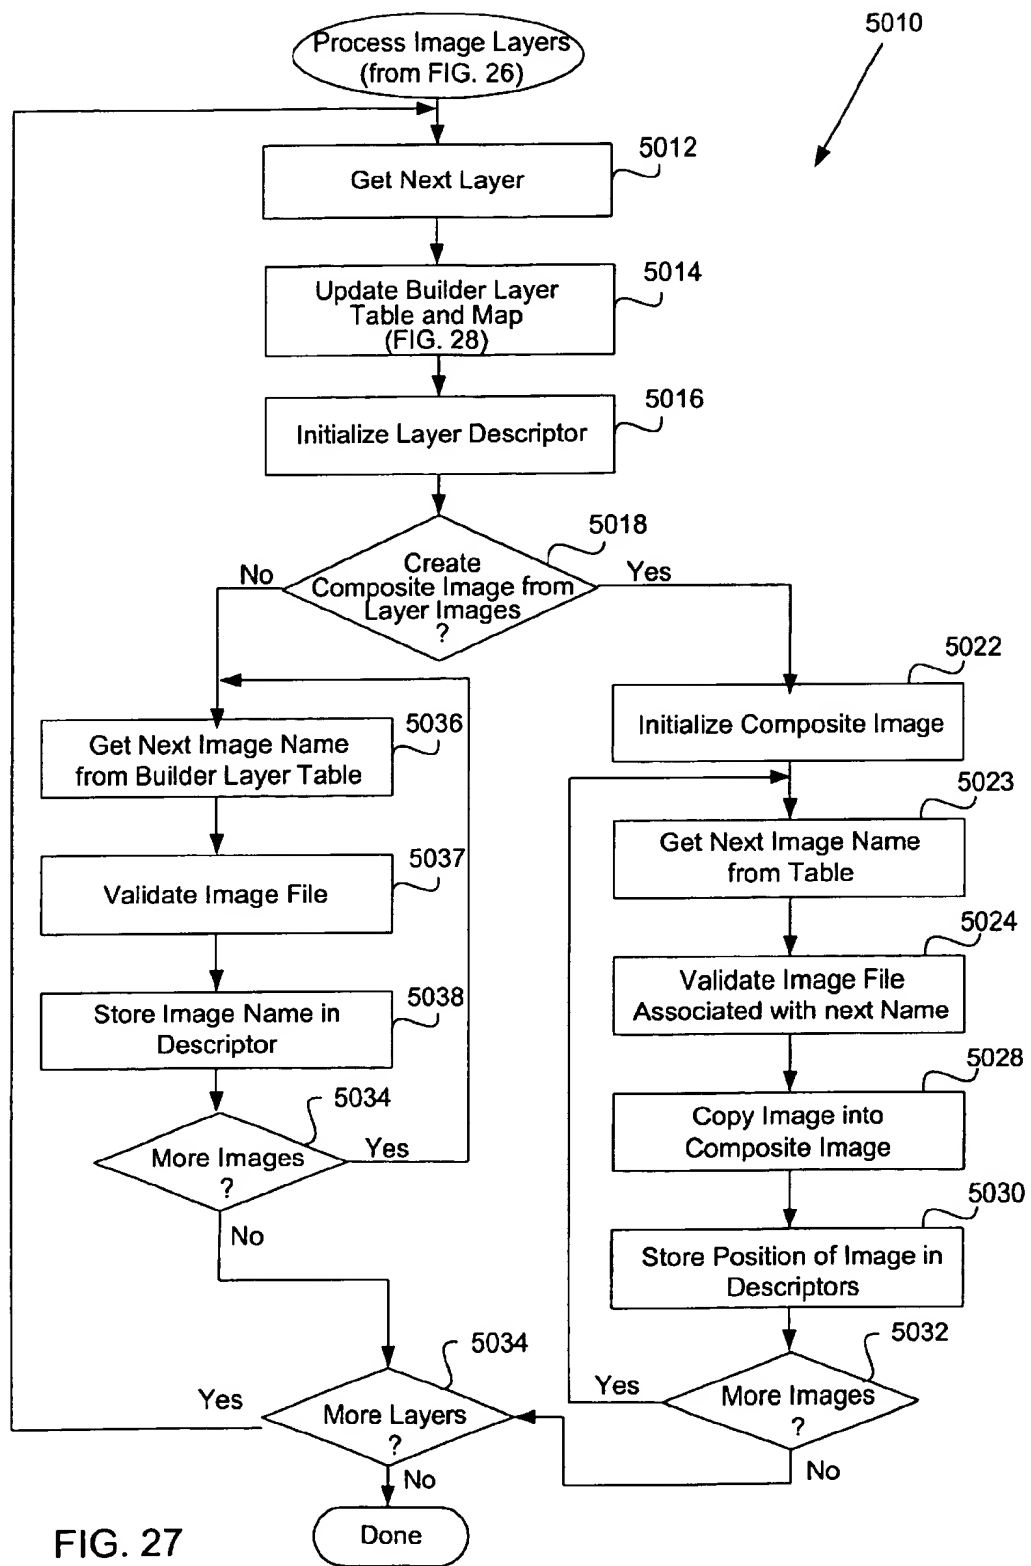 5010
Process Image Layers
(from FIG. 26)
5012
Get Next Layer
5014
Update Builder Layer
Table and Map
(FIG. 28)
5016
Initialize Layer Descriptor
5018
Create
Composite Image from
Layer Images
?
No
Yes
5022
Initialize Composite Image
5036
Get Next Image Name
from Builder Layer Table
5023
Get Next Image Name
from Table
5037
Validate Image File
5024
Validate Image File
Associated with next Name
5038
Store Image Name in
Descriptor
5028
Copy Image into
Composite Image
5034
More Images
?
Yes
No
5030
Store Position of Image in
Descriptors
5032
More Images
?
Yes
No
5034
More Layers
?
Yes
No
Done
FIG. 27